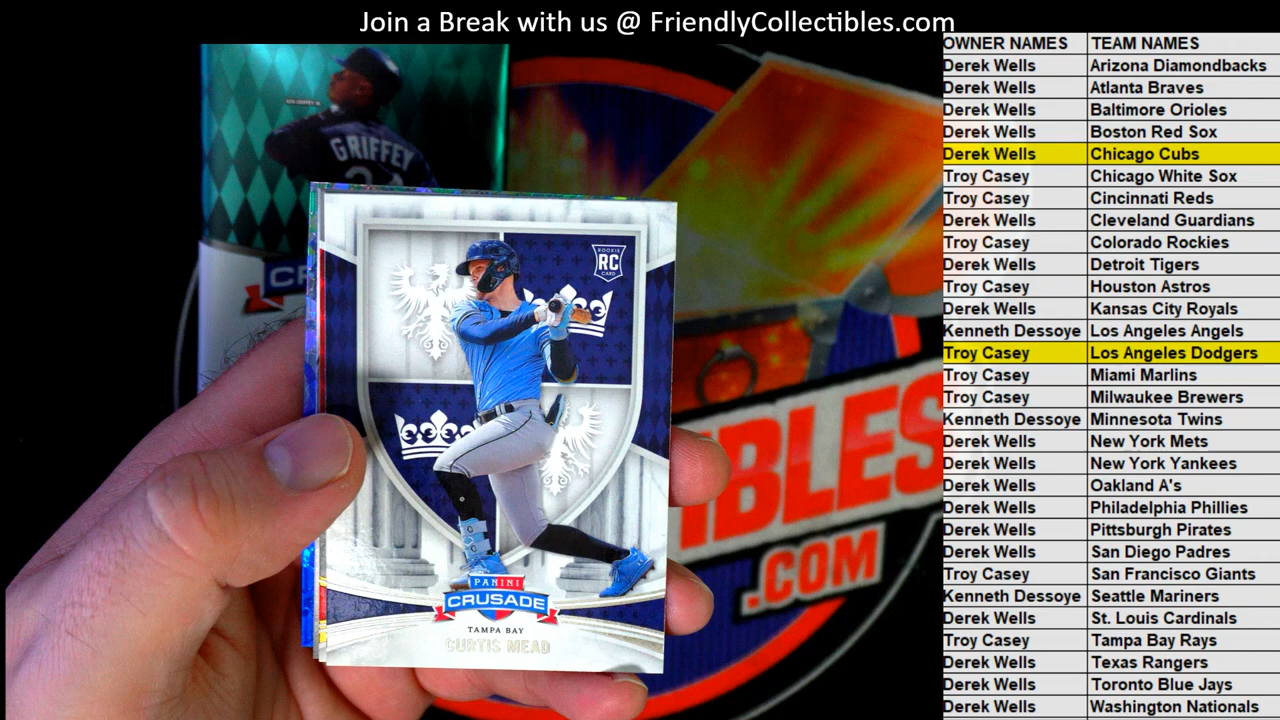 Join a Break with us @ FriendlyCollectibles.com
OWNER NAMES TEAM NAMES
Derek Wells Arizona Diamondbacks
Derek Wells Atlanta Braves
Derek Wells Baltimore Orioles
Derek Wells Boston Red Sox
Derek Wells Chicago Cubs
Troy Casey Chicago White Sox
Troy Casey Cincinnati Reds
Derek Wells Cleveland Guardians
Troy Casey Colorado Rockies
Derek Wells Detroit Tigers
Troy Casey Houston Astros
Derek Wells Kansas City Royals
Kenneth Dessoye Los Angeles Angels
Troy Casey Los Angeles Dodgers
Troy Casey Miami Marlins
Troy Casey Milwaukee Brewers
Kenneth Dessoye Minnesota Twins
Derek Wells New York Mets
Derek Wells New York Yankees
Derek Wells Oakland A's
Derek Wells Philadelphia Phillies
Derek Wells Pittsburgh Pirates
Derek Wells San Diego Padres
Troy Casey San Francisco Giants
Kenneth Dessoye Seattle Mariners
Derek Wells St. Louis Cardinals
Troy Casey Tampa Bay Rays
Derek Wells Texas Rangers
Derek Wells Toronto Blue Jays
Derek Wells Washington Nationals
GRIFFEY
CR
ROOKIE
RC
CARD
PANINI
CRUSADE
TAMPA BAY
CURTIS MEAD
IBLES
.COM